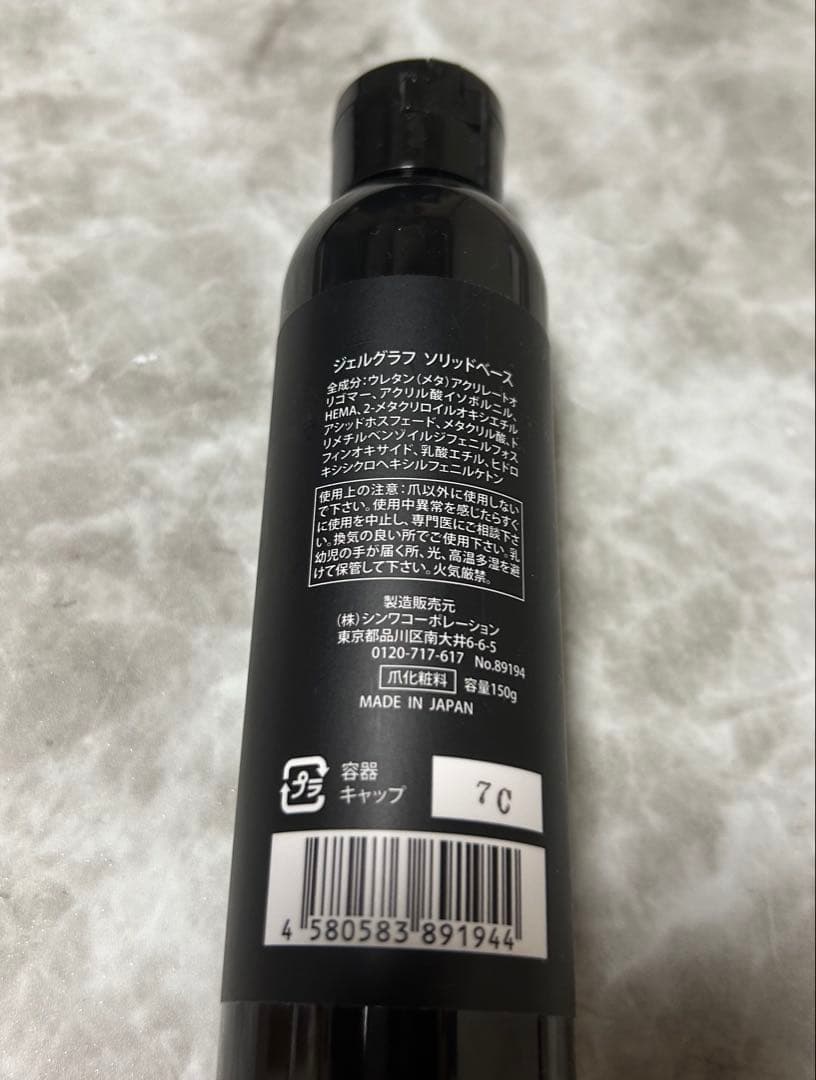 ジェルグラフ ソリッドベース
全成分：ウレタン（メタ）アクリレートオ
リゴマー、アクリル酸イソボルニル、
HEMA、2-メタクリロイルオキシエチル
アシッドホスフェード、メタクリル酸、ト
リメチルベンゾイルジフェニルフォス
フィンオキサイド、乳酸エチル、ヒドロ
キシシクロヘキシルフェニルケトン
使用上の注意：爪以外に使用しない
で下さい。使用中異常を感じたらすぐ
に使用を中止し、専門医にご相談下さ
い。換気の良い所でご使用下さい。乳
幼児の手が届く所、光、高温多湿を避
けて保管して下さい。火気厳禁。
製造販売元
（株）シンワコーポレーション
東京都品川区南大井6-6-5
0120-717-617 No.89194
爪化粧料 容量150g
MADE IN JAPAN
プラ
容器
キャップ
7C
4 580583 891944